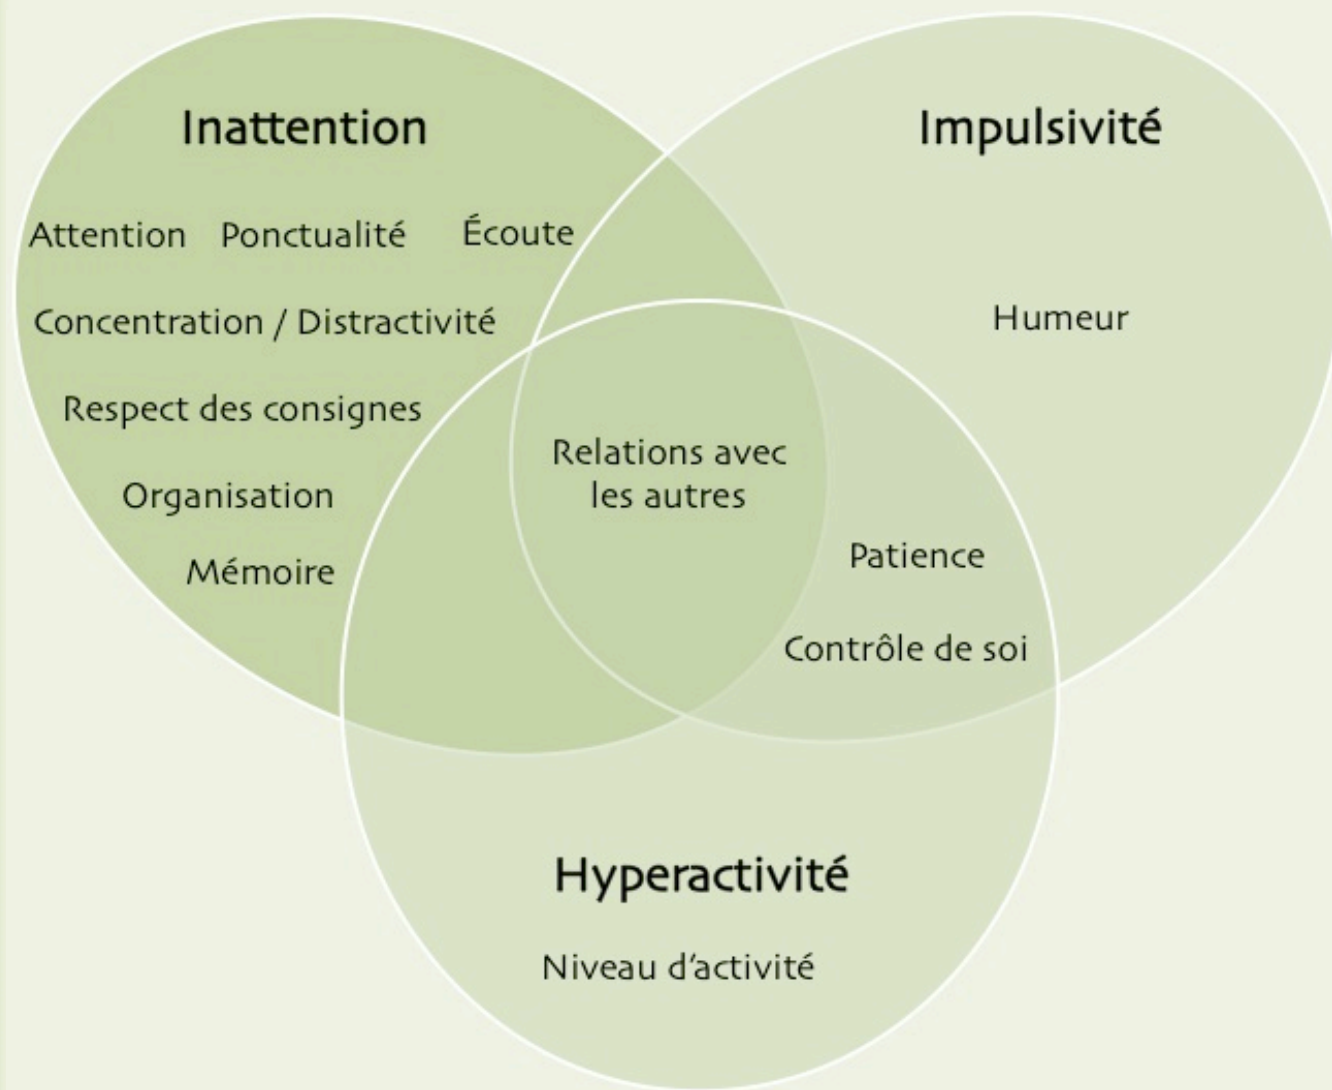 Inattention
Impulsivité
Attention Ponctualité Écoute
Concentration / Distractivité
Humeur
Respect des consignes
Relations avec
les autres
Organisation
Patience
Mémoire
Contrôle de soi
Hyperactivité
Niveau d'activité